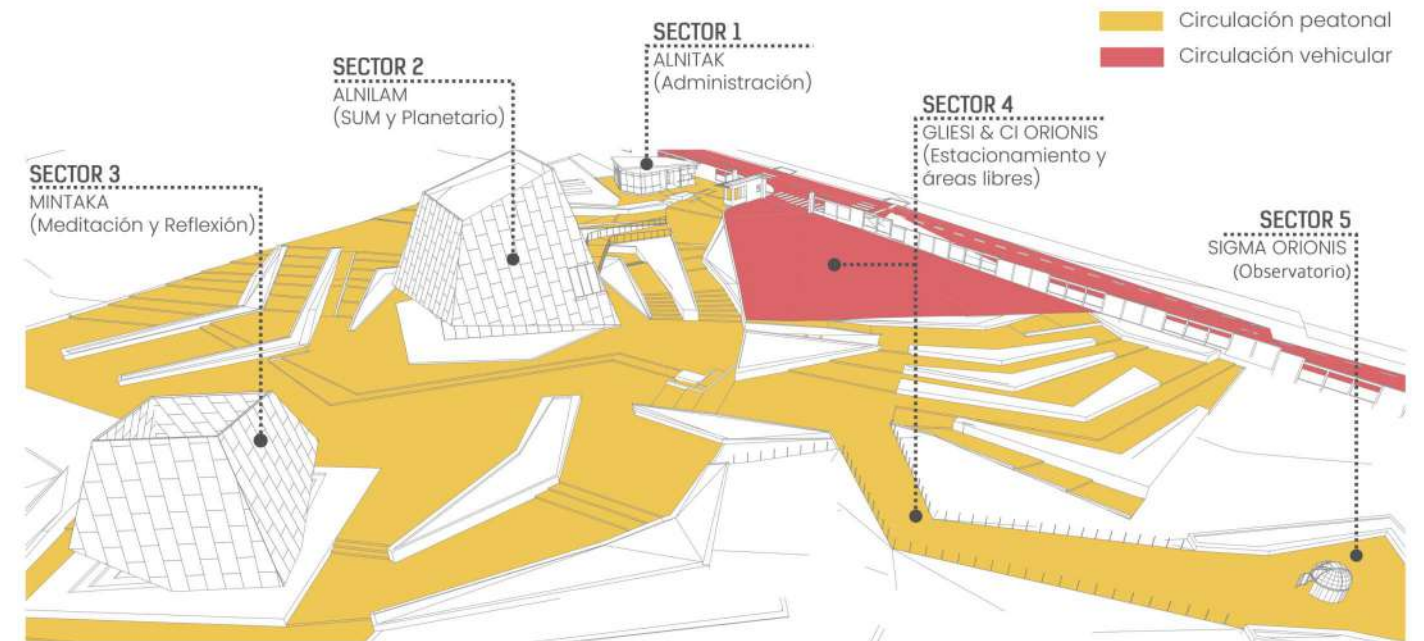 Circulación peatonal
Circulación vehicular
SECTOR 1
ALNITAK
(Administración)
SECTOR 2
ALNILAM
(SUM y Planetario)
SECTOR 4
GLIESI & CI ORIONIS
(Estacionamiento y
áreas libres)
SECTOR 3
MINTAKA
(Meditación y Reflexión)
SECTOR 5
SIGMA ORIONIS
(Observatorio)